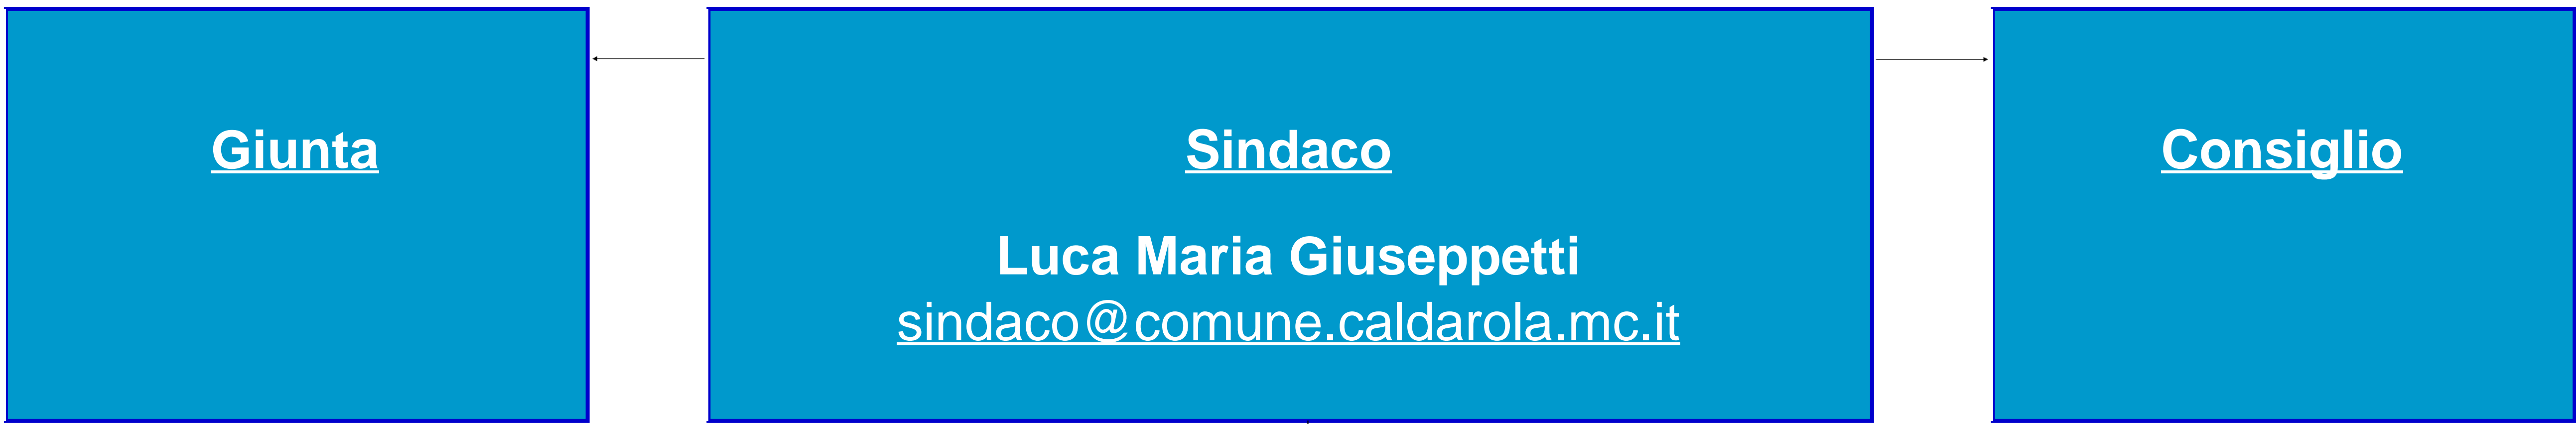 Giunta
Sindaco
Luca Maria Giuseppetti
sindaco@comune.caldarola.mc.it
Consiglio